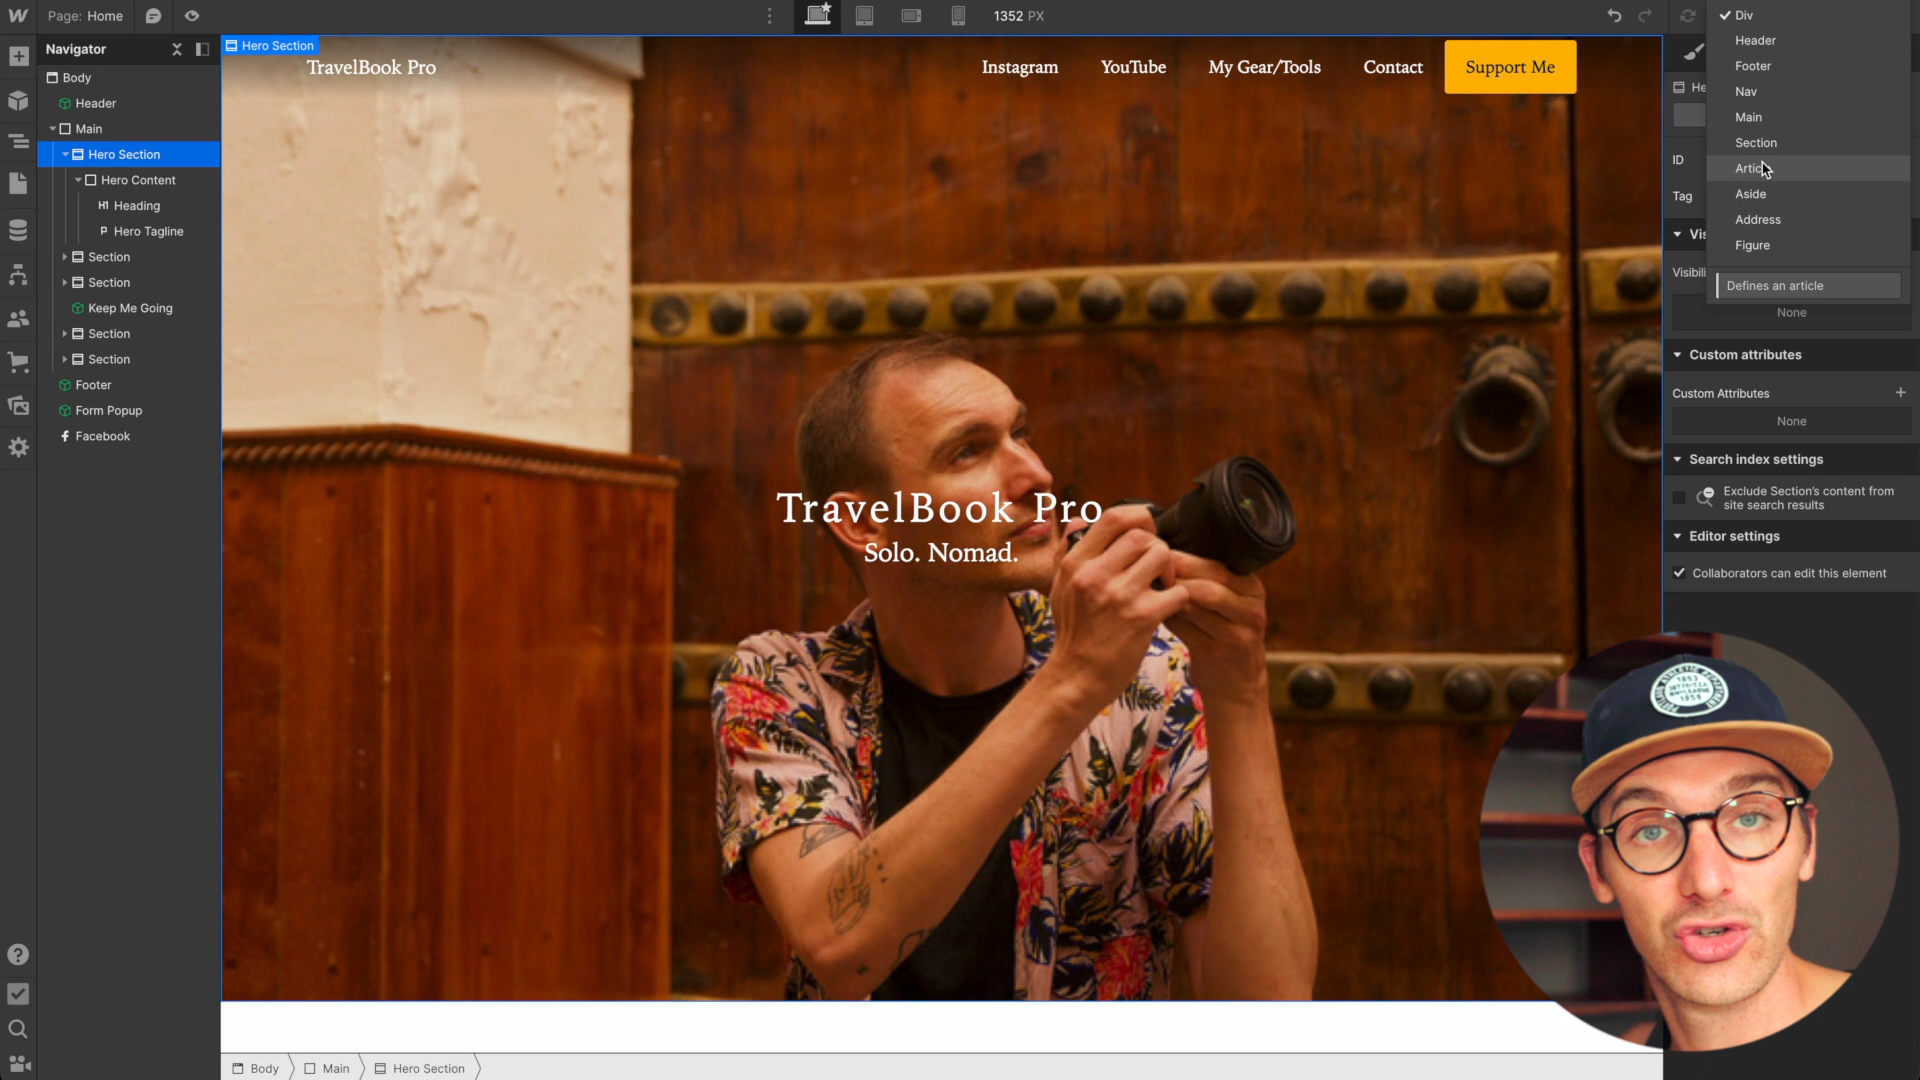 Page: Home
1352 PX
Navigator
Body
Header
Main
Hero Section
Hero Content
H1 Heading
P Hero Tagline
Section
Section
Keep Me Going
Section
Section
Footer
Form Popup
Facebook
Hero Section
TravelBook Pro
Instagram
YouTube
My Gear/Tools
Contact
Support Me
TravelBook Pro
Solo. Nomad.
Body
Main
Hero Section
Div
Header
Footer
Nav
Main
Section
Article
Aside
Address
Figure
Defines an article
ID
Tag
None
Custom attributes
Custom Attributes
None
Search index settings
Exclude Section's content from
site search results
Editor settings
Collaborators can edit this element